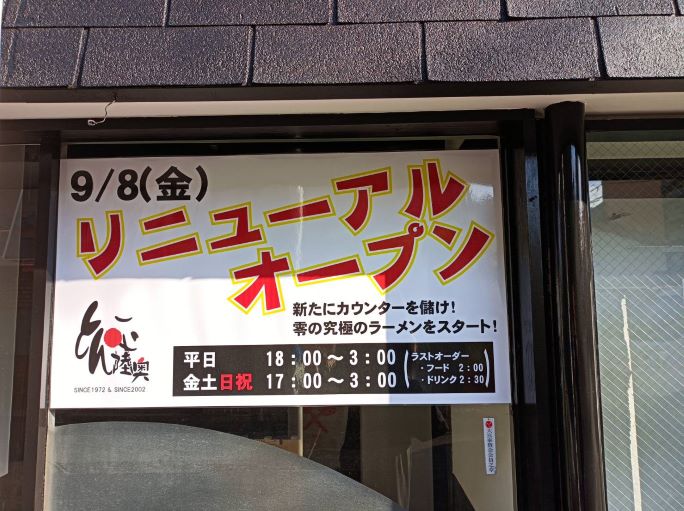 9/8(金)
リニューアル
オープン
新たにカウンターを儲け!
零の究極のラーメンをスタート!
陸奥
SINCE1972 & SINCE2002
平日 18:00～3:00
金土日祝 17:00～3:00
(ラストオーダー
・フード 2:00
・ドリンク2:30)